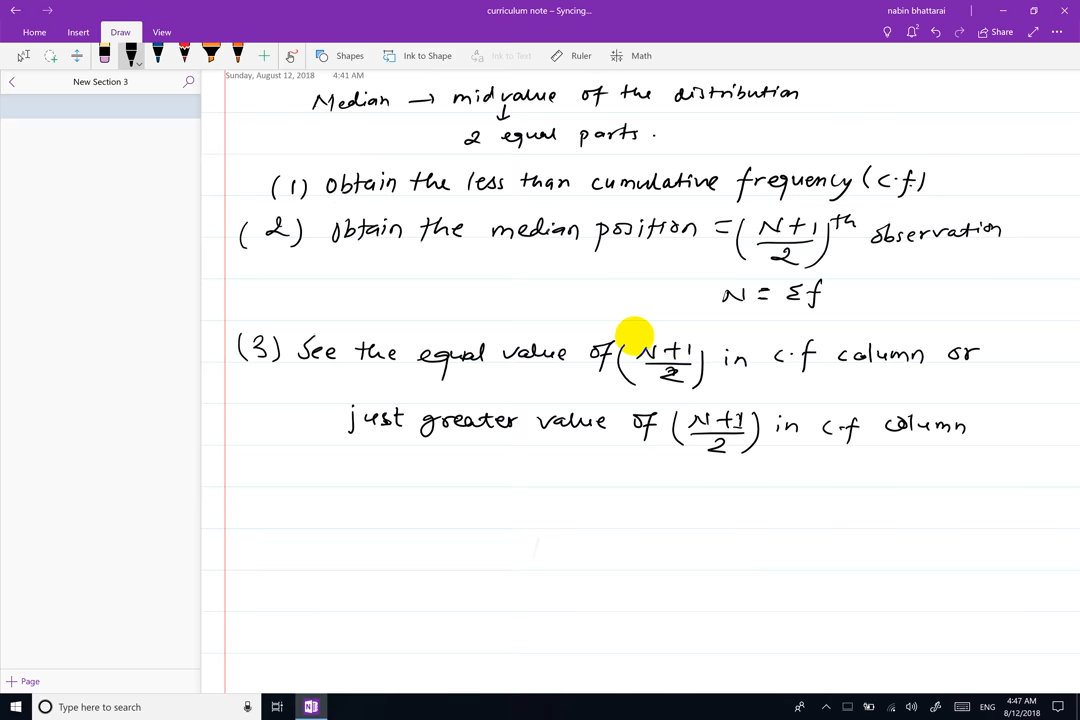 curriculum note - Syncing...
nabin bhattarai
Home Insert Draw View
Share
Shapes Ink to Shape Ink to Text Ruler Math
New Section 3
Sunday, August 12, 2018 4:41 AM
Median → mid value of the distribution
↓
2 equal parts.
(1) Obtain the less than cumulative frequency (c.f)
(2) Obtain the median position = (N+1/2)th observation
N = Σf
(3) See the equal value of (N+1/2) in c.f column or
just greater value of (N+1/2) in c.f column
+ Page
Type here to search
ENG
4:47 AM
8/12/2018